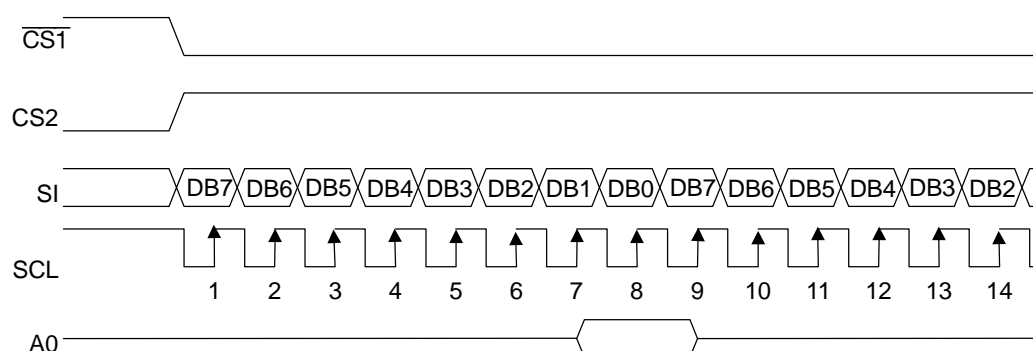 CS1
CS2
SI DB7 DB6 DB5 DB4 DB3 DB2 DB1 DB0 DB7 DB6 DB5 DB4 DB3 DB2
SCL
1 2 3 4 5 6 7 8 9 10 11 12 13 14
A0